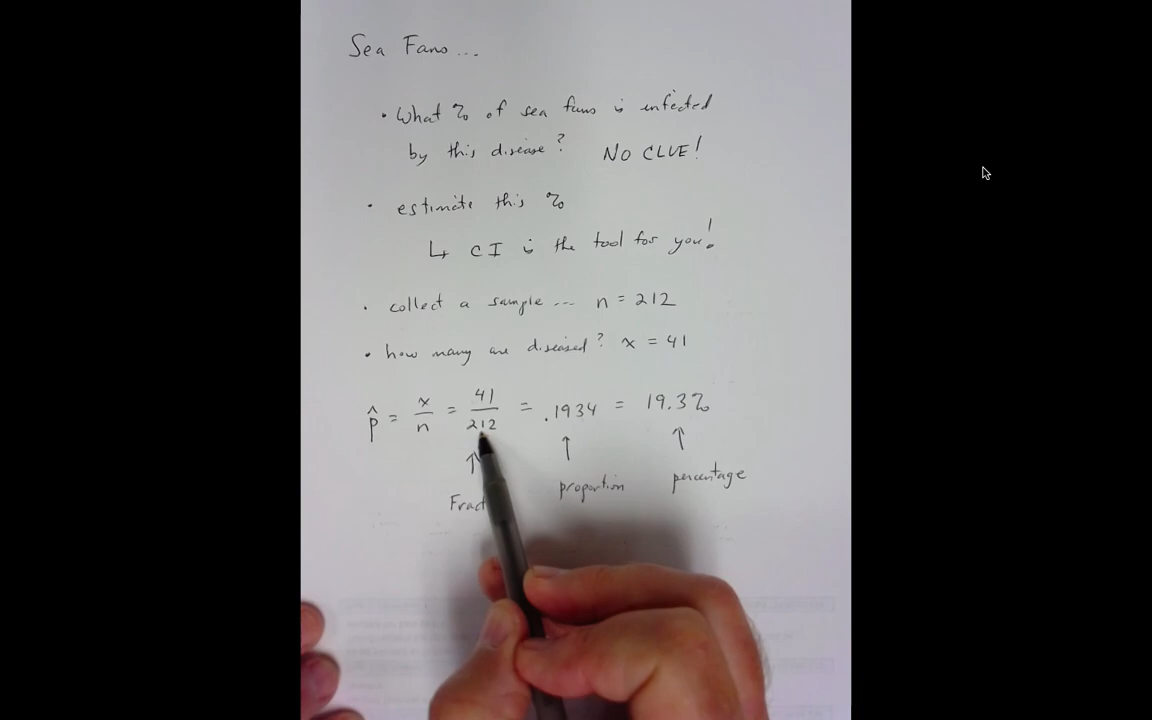 Sea Fans...
• What % of sea fans is infected
by this disease? NO CLUE!
• estimate this %
↳ CI is the tool for you!
• collect a sample --- n = 212
• how many are diseased? x = 41
p̂ = x/n = 41/212 = .1934 = 19.3%
↑ ↑ ↑
Fract proportion percentage